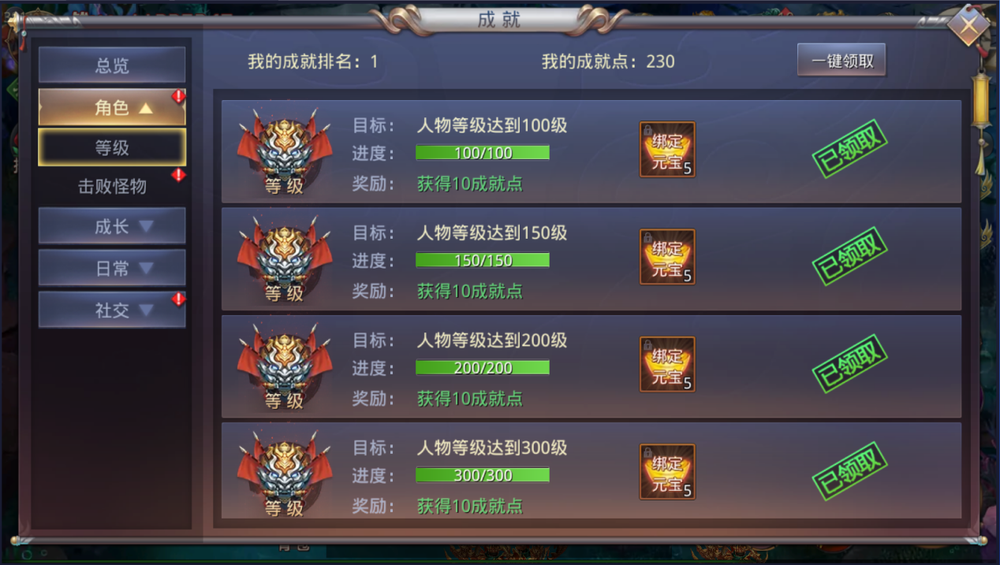 成就
我的成就排名：1
我的成就点：230
一键领取
总览
角色
等级
击败怪物
成长
日常
社交
目标：人物等级达到100级
进度：100/100
奖励：获得10成就点
等级
绑定
元宝5
已领取
目标：人物等级达到150级
进度：150/150
奖励：获得10成就点
等级
绑定
元宝5
已领取
目标：人物等级达到200级
进度：200/200
奖励：获得10成就点
等级
绑定
元宝5
已领取
目标：人物等级达到300级
进度：300/300
奖励：获得10成就点
等级
绑定
元宝5
已领取